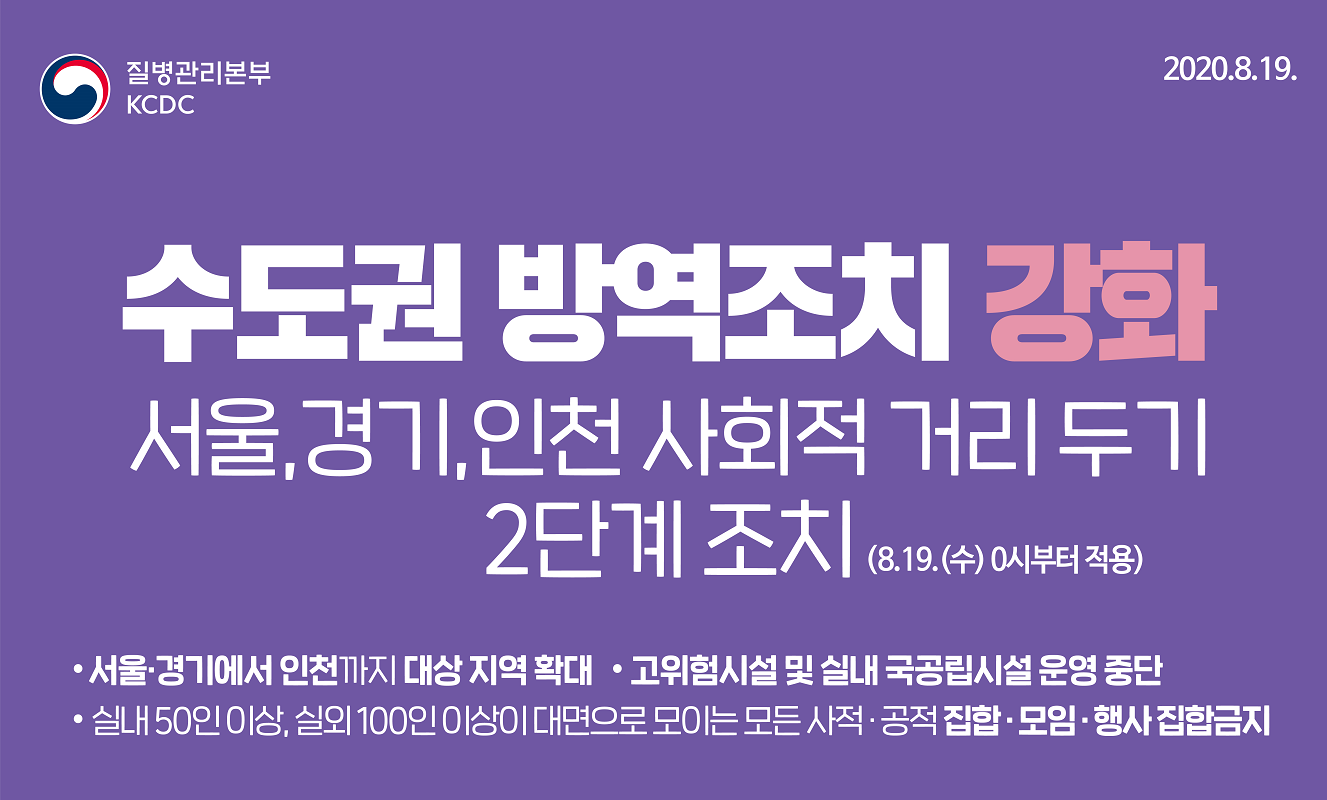 질병관리본부
KCDC
2020.8.19.
수도권 방역조치 강화
서울,경기,인천 사회적 거리 두기
2단계 조치 (8.19.(수) 0시부터 적용)
• 서울·경기에서 인천까지 대상 지역 확대 • 고위험시설 및 실내 국공립시설 운영 중단
• 실내 50인 이상, 실외 100인 이상이 대면으로 모이는 모든 사적 · 공적 집합 · 모임 · 행사 집합금지